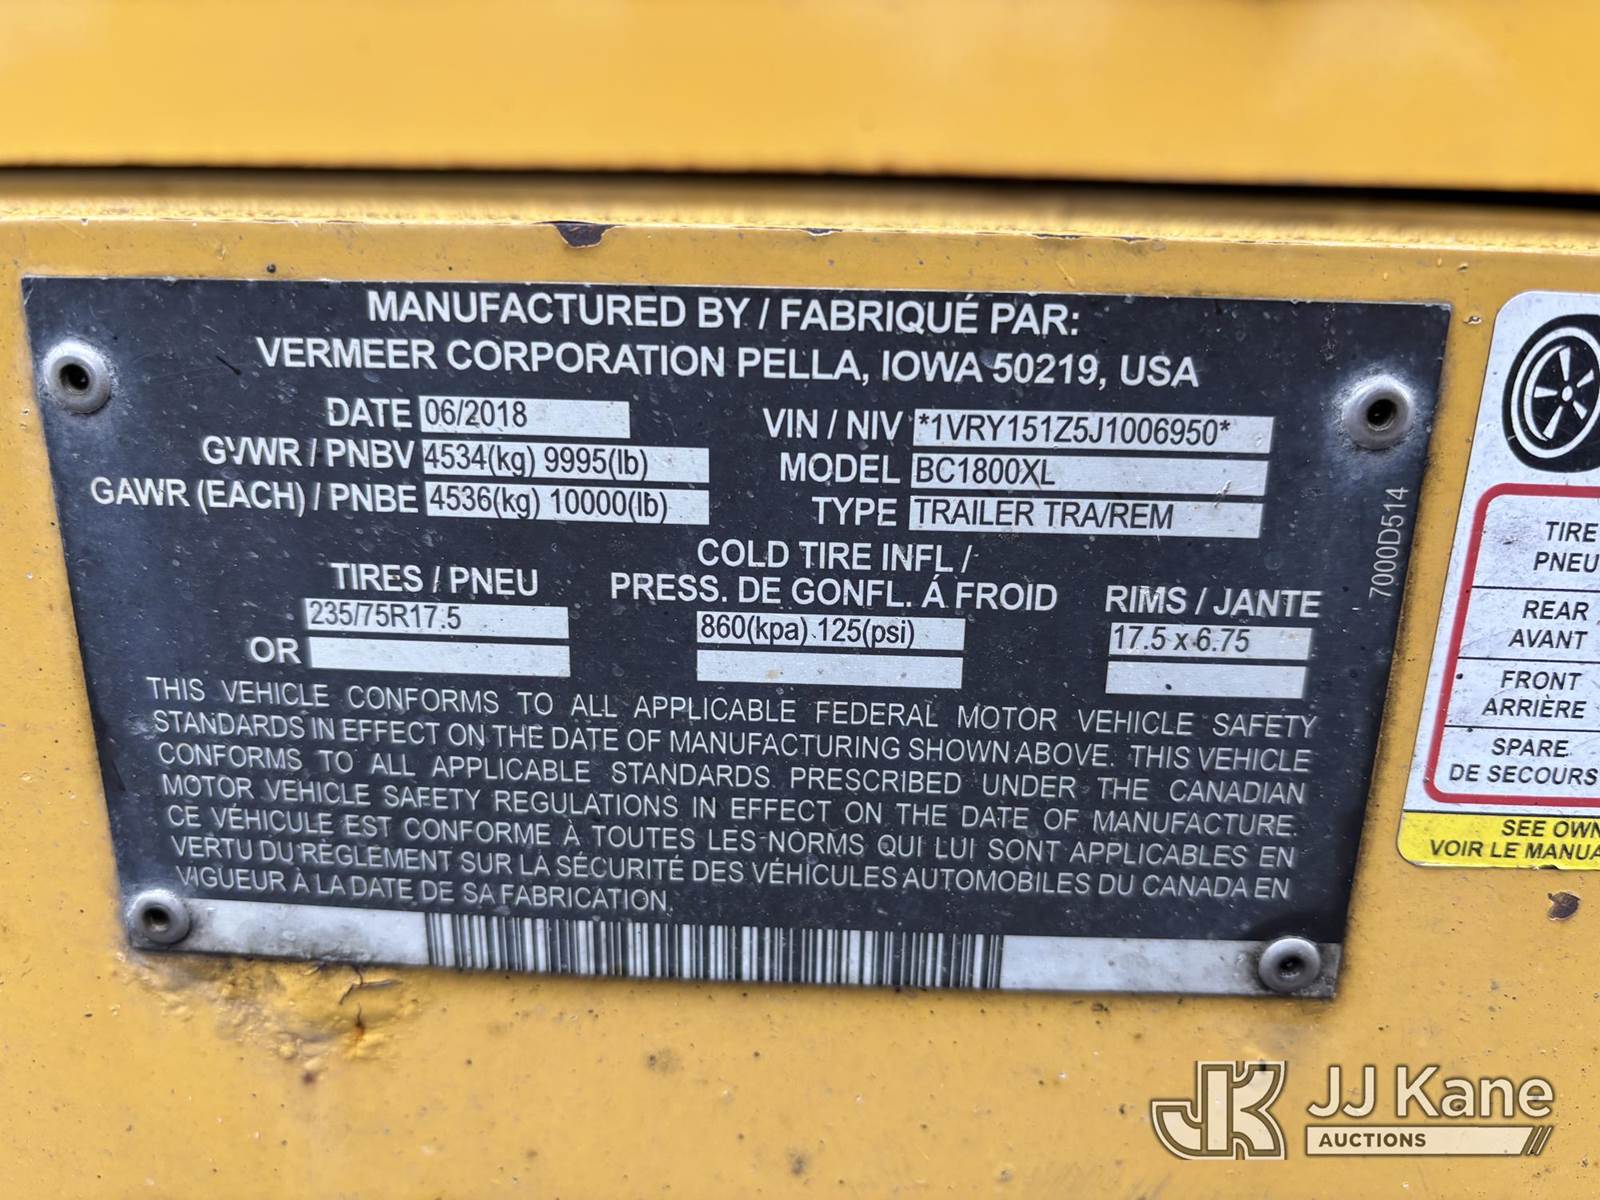 MANUFACTURED BY / FABRIQUÉ PAR:
VERMEER CORPORATION PELLA, IOWA 50219, USA
DATE 06/2018
VIN / NIV *1VRY151Z5J1006950*
GVWR / PNBV 4534(kg) 9995(lb)
MODEL BC1800XL
GAWR (EACH) / PNBE 4536(kg) 10000(lb)
TYPE TRAILER TRA/REM
COLD TIRE INFL /
TIRES / PNEU
PRESS. DE GONFL. Á FROID
RIMS / JANTE
235/75R17.5
860(kpa) 125(psi)
17.5 x 6.75
OR
7000D514
THIS VEHICLE CONFORMS TO ALL APPLICABLE FEDERAL MOTOR VEHICLE SAFETY
STANDARDS IN EFFECT ON THE DATE OF MANUFACTURING SHOWN ABOVE. THIS VEHICLE
CONFORMS TO ALL APPLICABLE STANDARDS PRESCRIBED UNDER THE CANADIAN
MOTOR VEHICLE SAFETY REGULATIONS IN EFFECT ON THE DATE OF MANUFACTURE.
CE VÉHICULE EST CONFORME À TOUTES LES NORMS QUI LUI SONT APPLICABLES EN
VERTU DU RÈGLEMENT SUR LA SÉCURITÉ DES VÉHICULES AUTOMOBILES DU CANADA EN
VIGUEUR À LA DATE DE SA FABRICATION.
TIRE
PNEU
REAR
AVANT
FRONT
ARRIÈRE
SPARE
DE SECOURS
SEE OWN
VOIR LE MANUA
JK JJ Kane
AUCTIONS